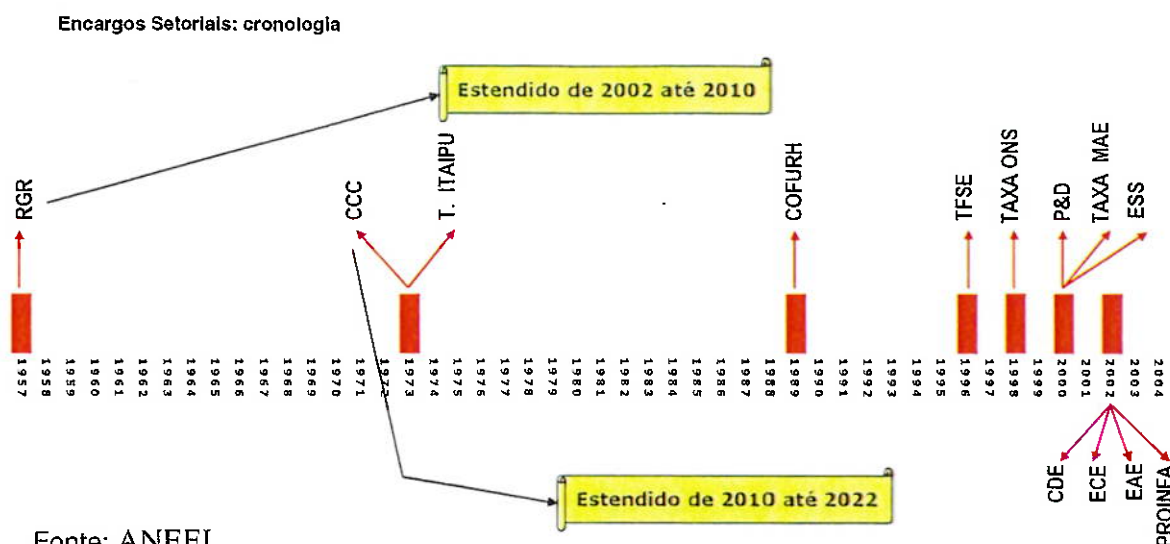 Encargos Setoriais: cronologia
Estendido de 2002 até 2010
RGR
CCC
T. ITAIPU
COFURH
TFSE
TAXA ONS
P&D
TAXA MAE
ESS
1957
1958
1959
1960
1961
1962
1963
1964
1965
1966
1967
1968
1969
1970
1971
1972
1973
1974
1975
1976
1977
1978
1979
1980
1981
1982
1983
1984
1985
1986
1987
1988
1989
1990
1991
1992
1993
1994
1995
1996
1997
1998
1999
2000
2001
2002
2003
2004
CDE
ECE
EAE
PROINFA
Estendido de 2010 até 2022
Fonte: ANEEL